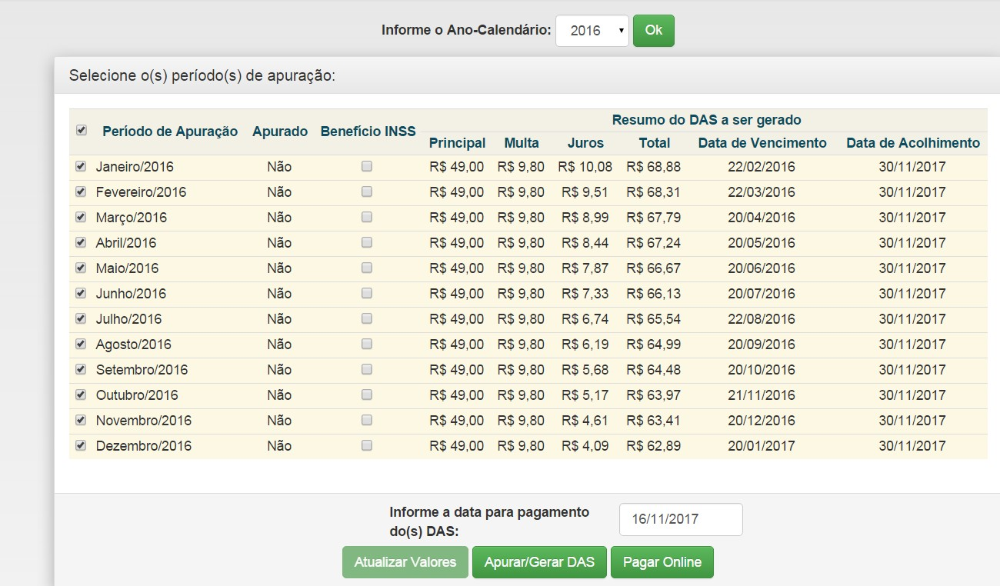 Informe o Ano-Calendário: 2016 Ok
Selecione o(s) período(s) de apuração:
Período de Apuração Apurado Benefício INSS Resumo do DAS a ser gerado
Principal Multa Juros Total Data de Vencimento Data de Acolhimento
Janeiro/2016 Não R$ 49,00 R$ 9,80 R$ 10,08 R$ 68,88 22/02/2016 30/11/2017
Fevereiro/2016 Não R$ 49,00 R$ 9,80 R$ 9,51 R$ 68,31 22/03/2016 30/11/2017
Março/2016 Não R$ 49,00 R$ 9,80 R$ 8,99 R$ 67,79 20/04/2016 30/11/2017
Abril/2016 Não R$ 49,00 R$ 9,80 R$ 8,44 R$ 67,24 20/05/2016 30/11/2017
Maio/2016 Não R$ 49,00 R$ 9,80 R$ 7,87 R$ 66,67 20/06/2016 30/11/2017
Junho/2016 Não R$ 49,00 R$ 9,80 R$ 7,33 R$ 66,13 20/07/2016 30/11/2017
Julho/2016 Não R$ 49,00 R$ 9,80 R$ 6,74 R$ 65,54 22/08/2016 30/11/2017
Agosto/2016 Não R$ 49,00 R$ 9,80 R$ 6,19 R$ 64,99 20/09/2016 30/11/2017
Setembro/2016 Não R$ 49,00 R$ 9,80 R$ 5,68 R$ 64,48 20/10/2016 30/11/2017
Outubro/2016 Não R$ 49,00 R$ 9,80 R$ 5,17 R$ 63,97 21/11/2016 30/11/2017
Novembro/2016 Não R$ 49,00 R$ 9,80 R$ 4,61 R$ 63,41 20/12/2016 30/11/2017
Dezembro/2016 Não R$ 49,00 R$ 9,80 R$ 4,09 R$ 62,89 20/01/2017 30/11/2017
Informe a data para pagamento
do(s) DAS: 16/11/2017
Atualizar Valores Apurar/Gerar DAS Pagar Online